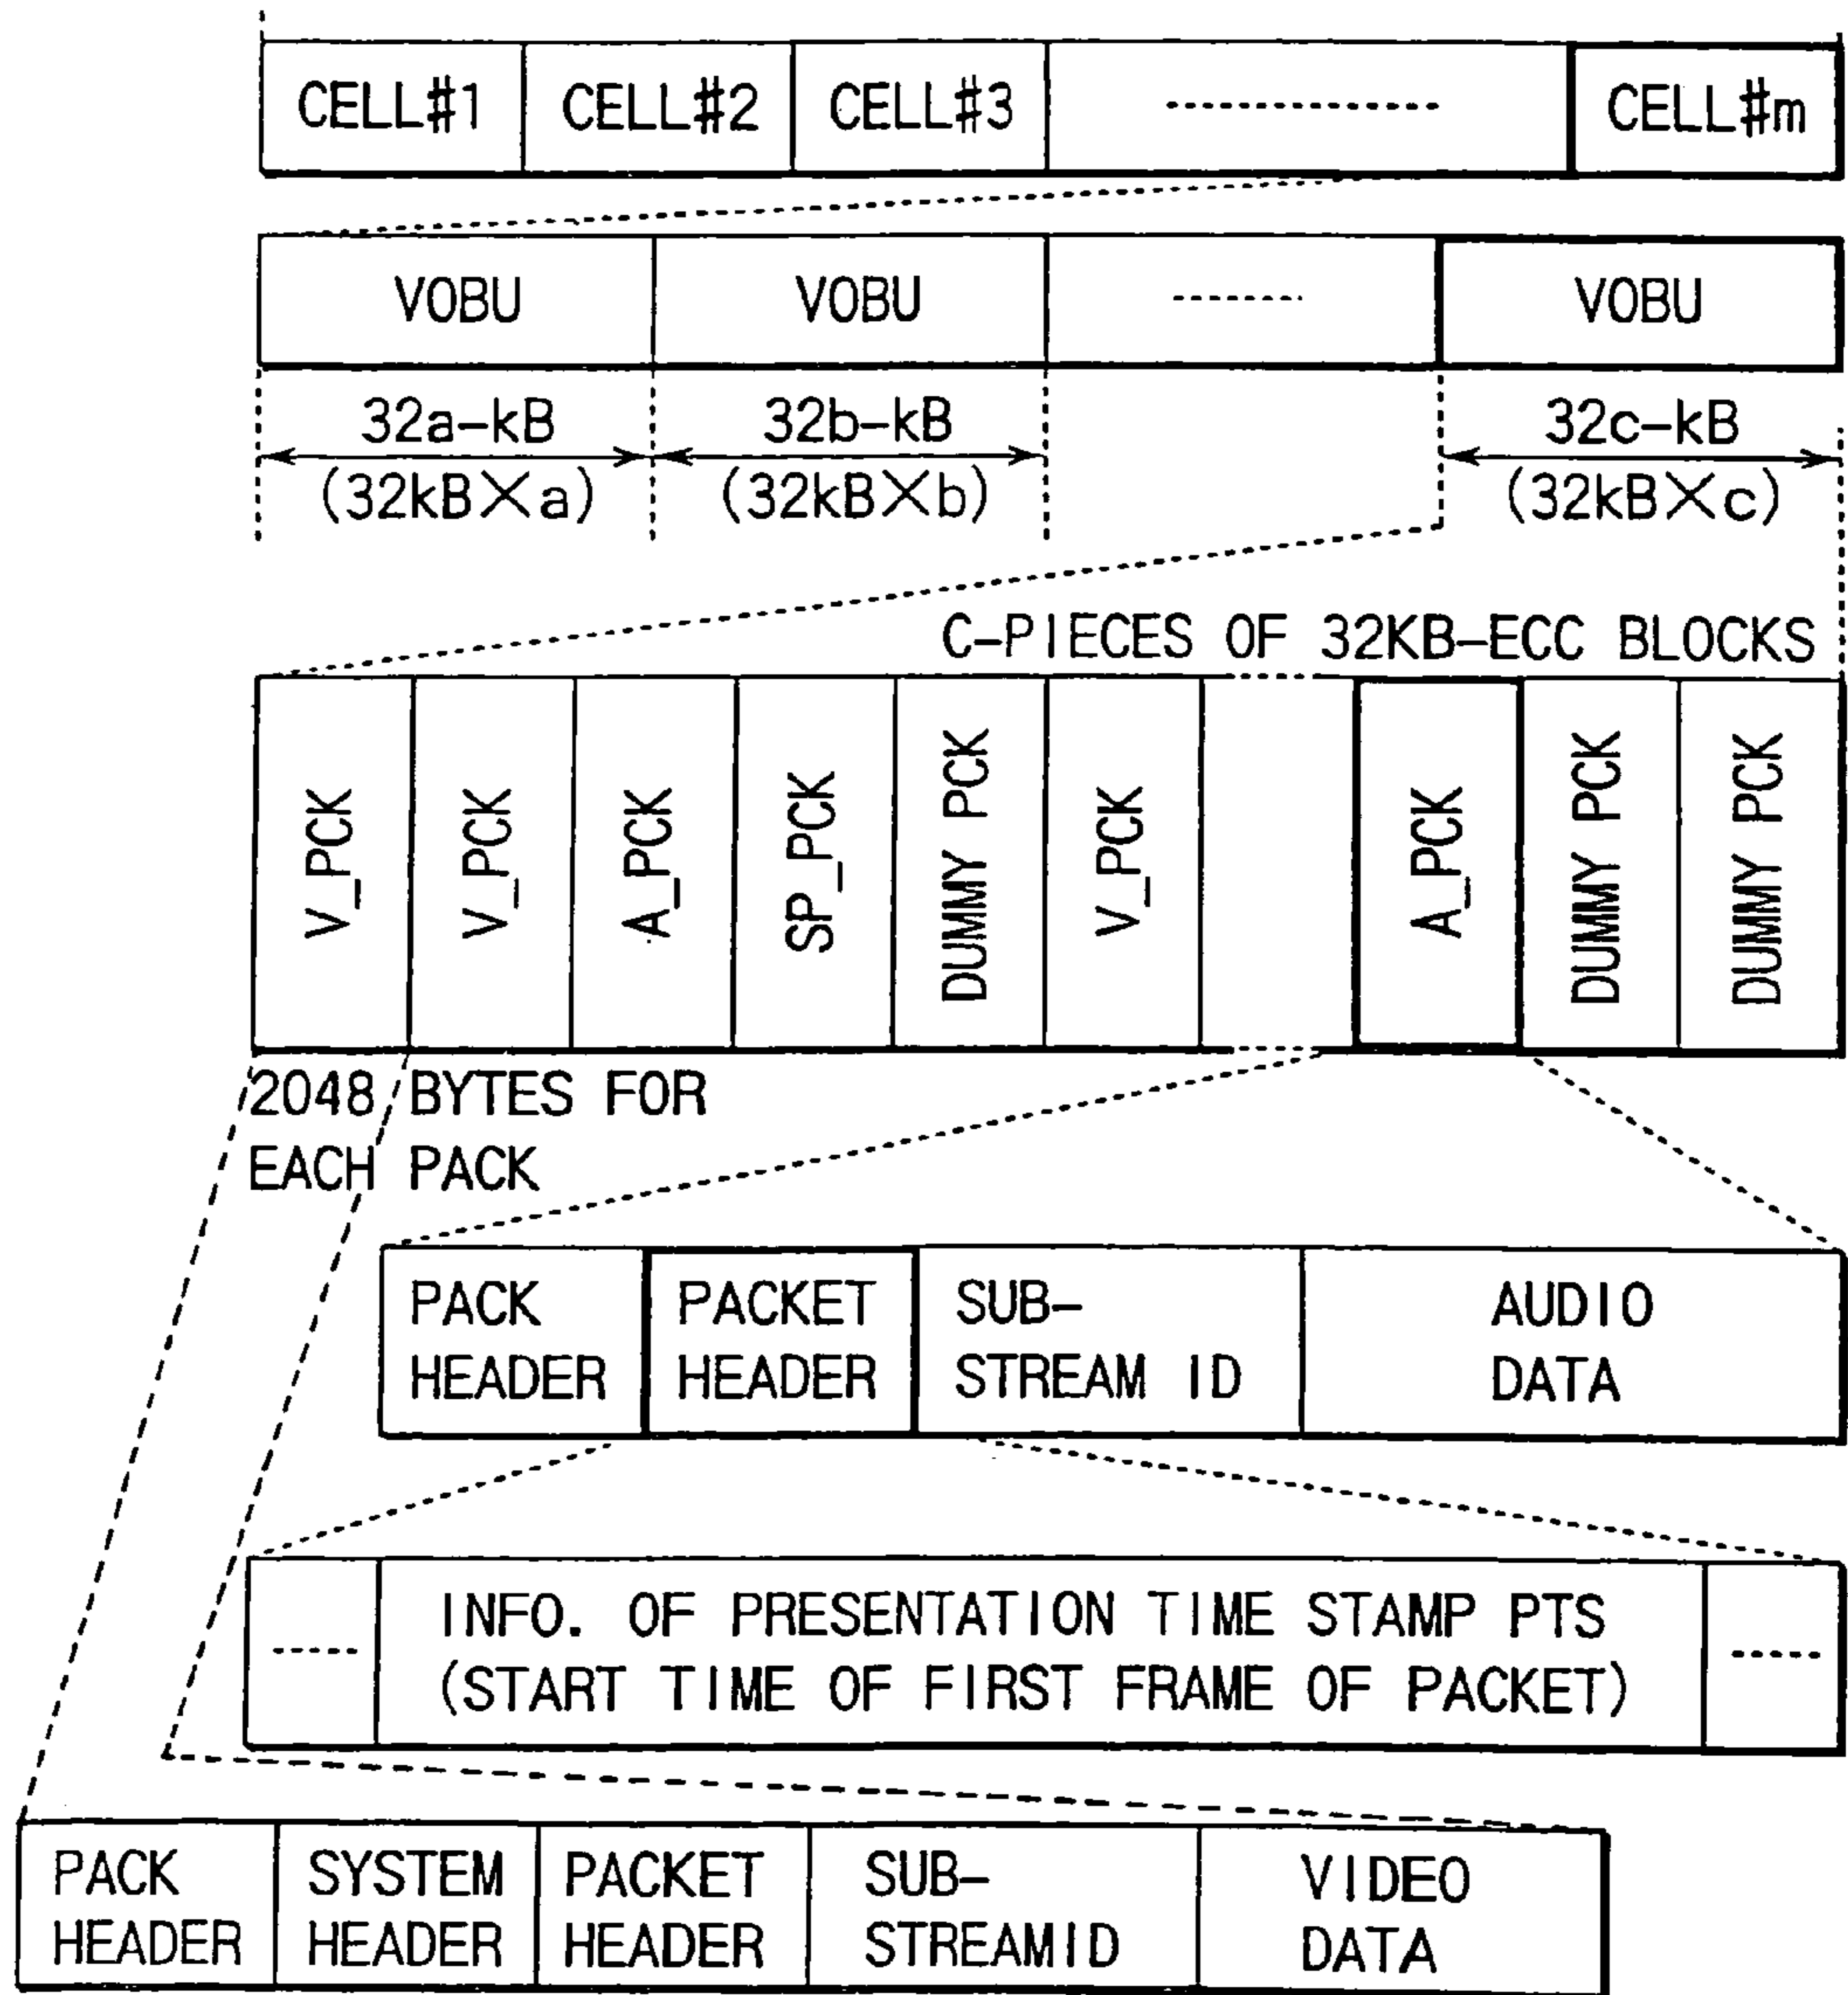 CELL#1 CELL#2 CELL#3 CELL#m
VOBU VOBU VOBU
32a-kB 32b-kB 32c-kB
(32kB×a) (32kB×b) (32kB×c)
C-PIECES OF 32KB-ECC BLOCKS
V_PCK V_PCK A_PCK SP_PCK DUMMY PCK V_PCK A_PCK DUMMY PCK DUMMY PCK
2048 BYTES FOR
EACH PACK
PACK PACKET SUB- AUDIO
HEADER HEADER STREAM ID DATA
INFO. OF PRESENTATION TIME STAMP PTS
(START TIME OF FIRST FRAME OF PACKET)
PACK SYSTEM PACKET SUB- VIDEO
HEADER HEADER HEADER STREAMID DATA